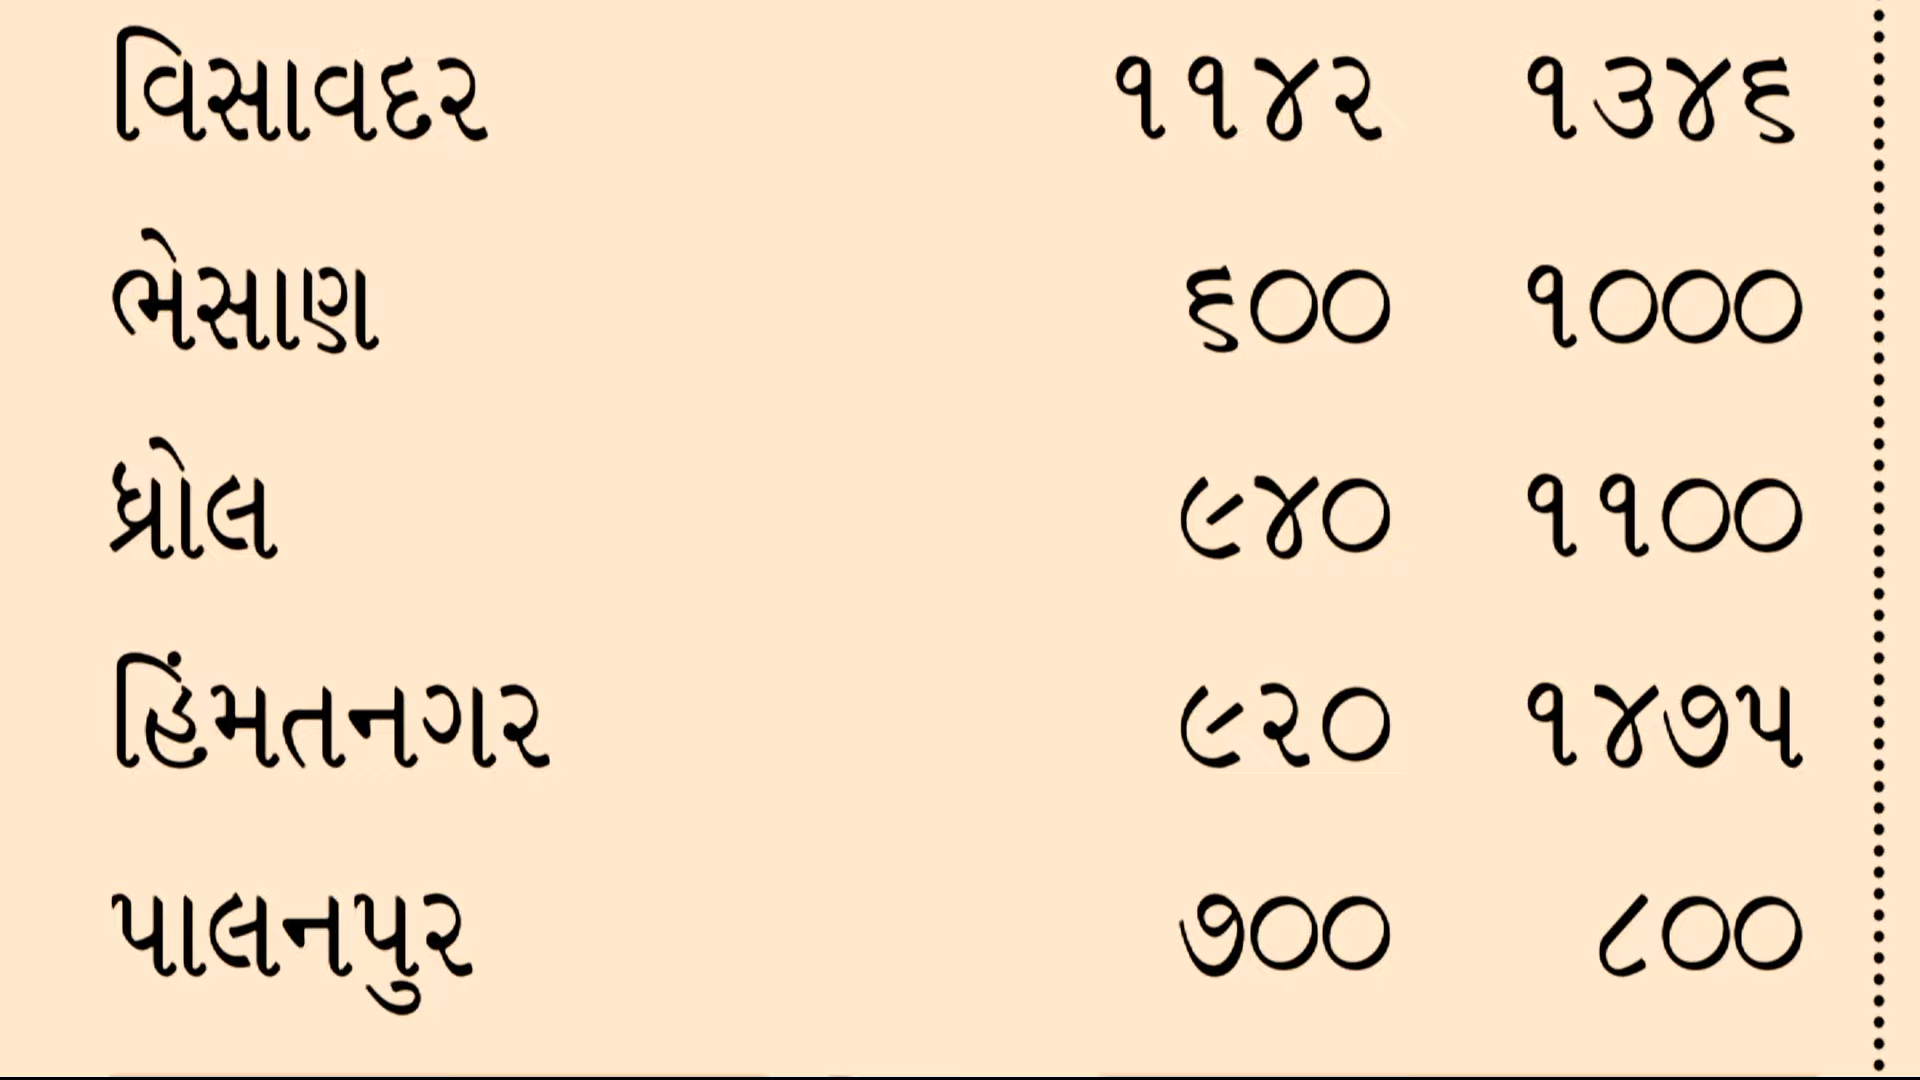 વિસાવદર ૧૧૪૨ ૧૩૪૬
ભેસાણ ૬૦૦ ૧૦૦૦
ધ્રોલ ૯૪૦ ૧૧૦૦
હિંમતનગર ૯૨૦ ૧૪૭૫
પાલનપુર ૭૦૦ ૮૦૦